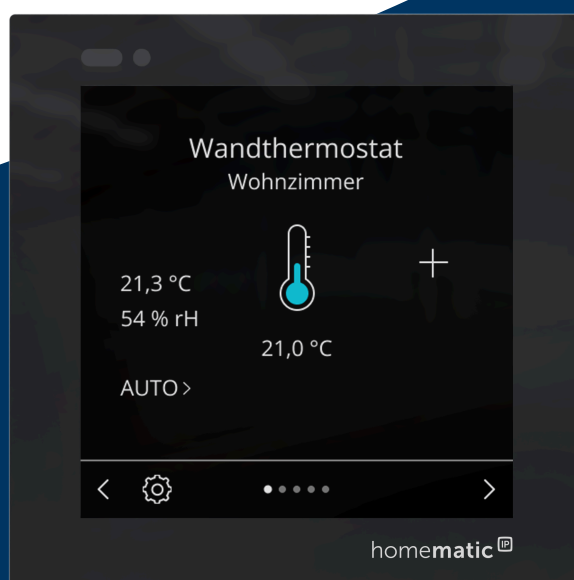 Wandthermostat
Wohnzimmer
21,3 °C
54 % rH
21,0 °C
AUTO >
homematic IP